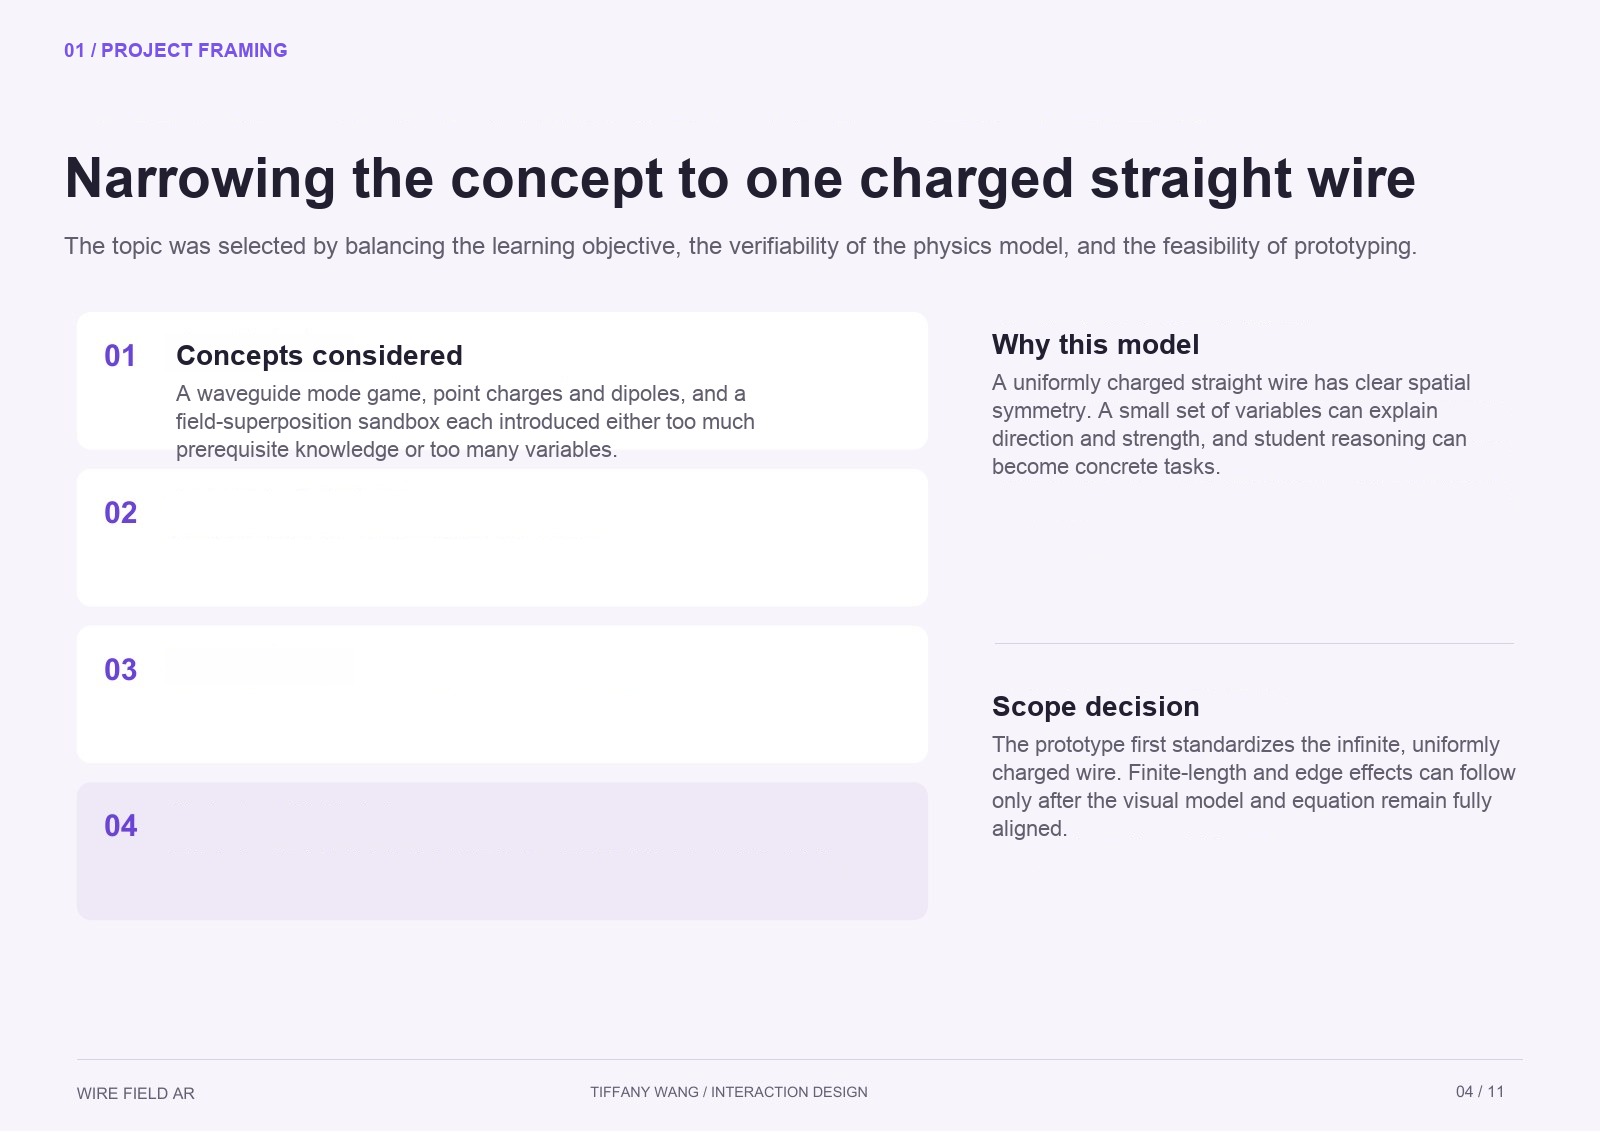 01 / PROJECT FRAMING
Narrowing the concept to one charged straight wire
The topic was selected by balancing the learning objective, the verifiability of the physics model, and the feasibility of prototyping.
01
Concepts considered
A waveguide mode game, point charges and dipoles, and a
field-superposition sandbox each introduced either too much
prerequisite knowledge or too many variables.
02
03
04
Why this model
A uniformly charged straight wire has clear spatial
symmetry. A small set of variables can explain
direction and strength, and student reasoning can
become concrete tasks.
Scope decision
The prototype first standardizes the infinite, uniformly
charged wire. Finite-length and edge effects can follow
only after the visual model and equation remain fully
aligned.
WIRE FIELD AR
TIFFANY WANG / INTERACTION DESIGN
04 / 11